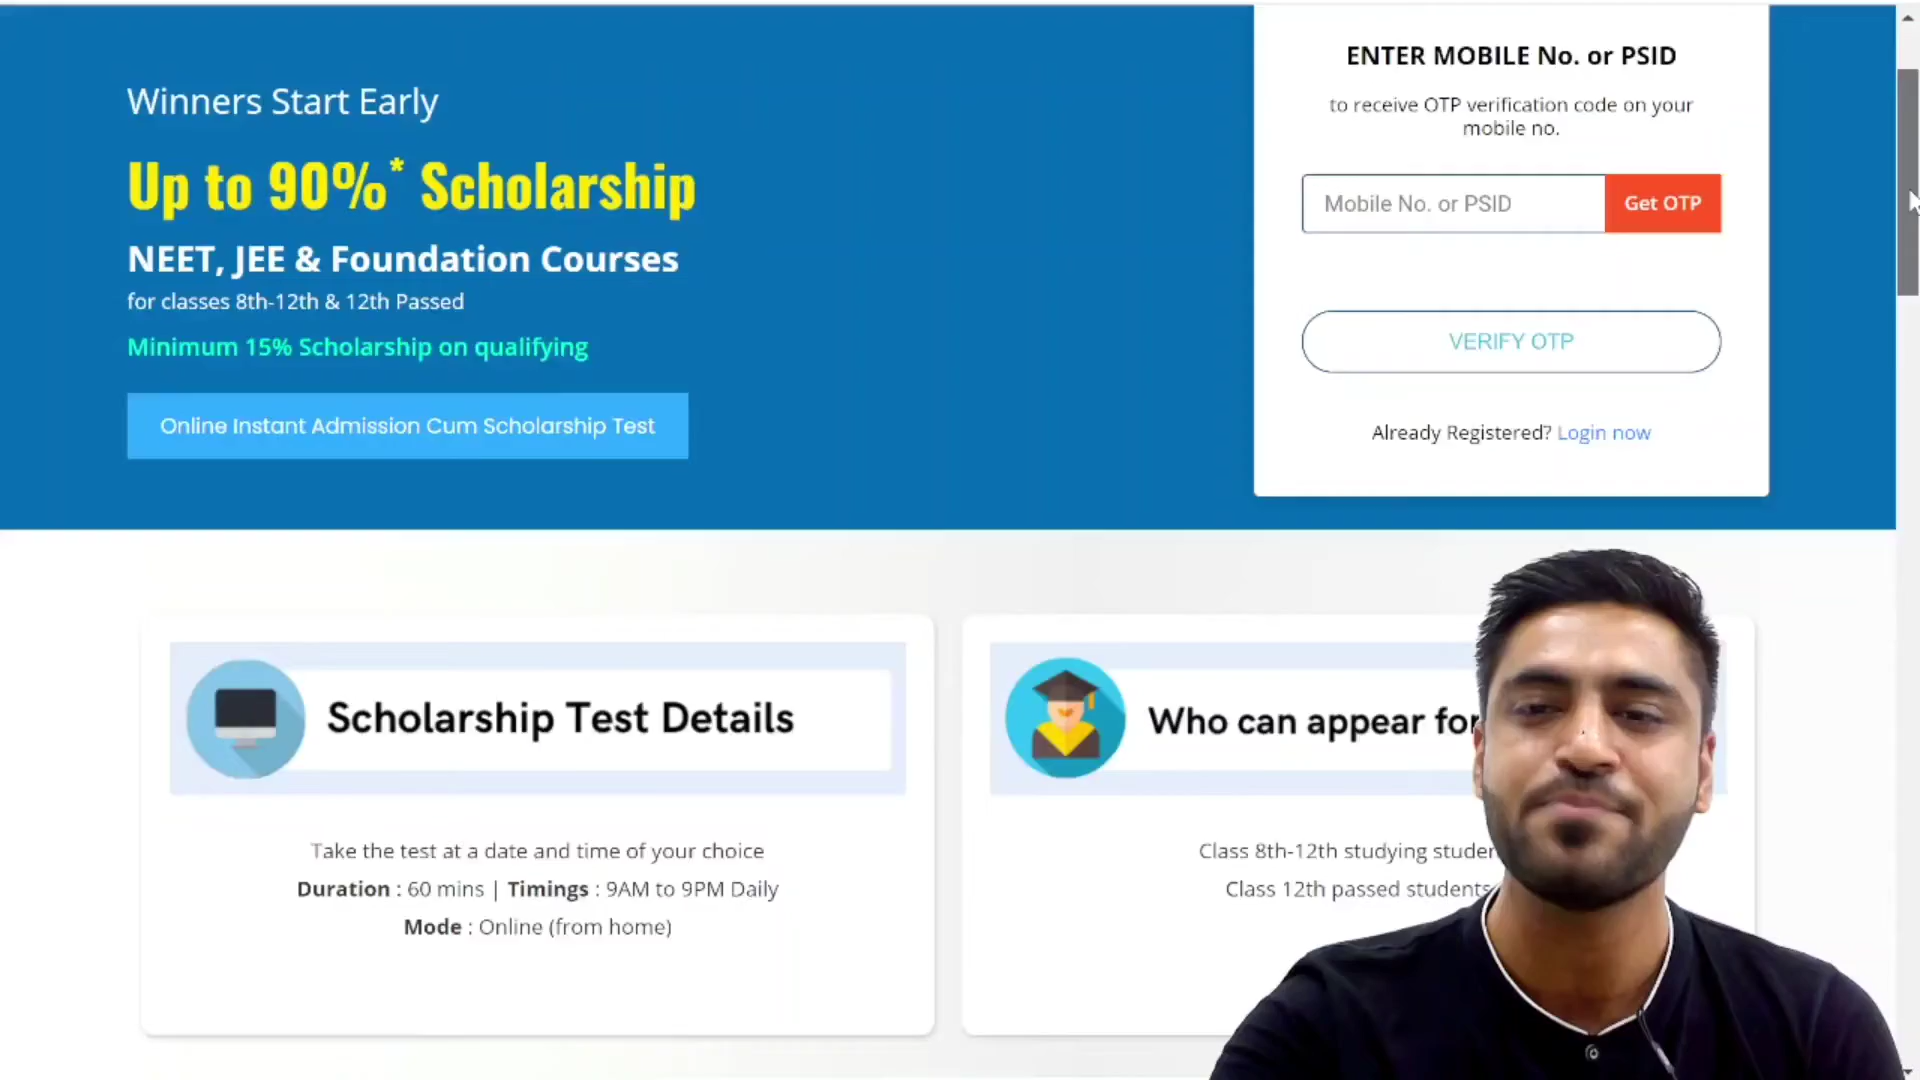 Winners Start Early
Up to 90%* Scholarship
NEET, JEE & Foundation Courses
for classes 8th-12th & 12th Passed
Minimum 15% Scholarship on qualifying
Online Instant Admission Cum Scholarship Test
ENTER MOBILE No. or PSID
to receive OTP verification code on your
mobile no.
Mobile No. or PSID
Get OTP
VERIFY OTP
Already Registered? Login now
Scholarship Test Details
Take the test at a date and time of your choice
Duration : 60 mins | Timings : 9AM to 9PM Daily
Mode : Online (from home)
Who can appear for
Class 8th-12th studying
Class 12th passed students